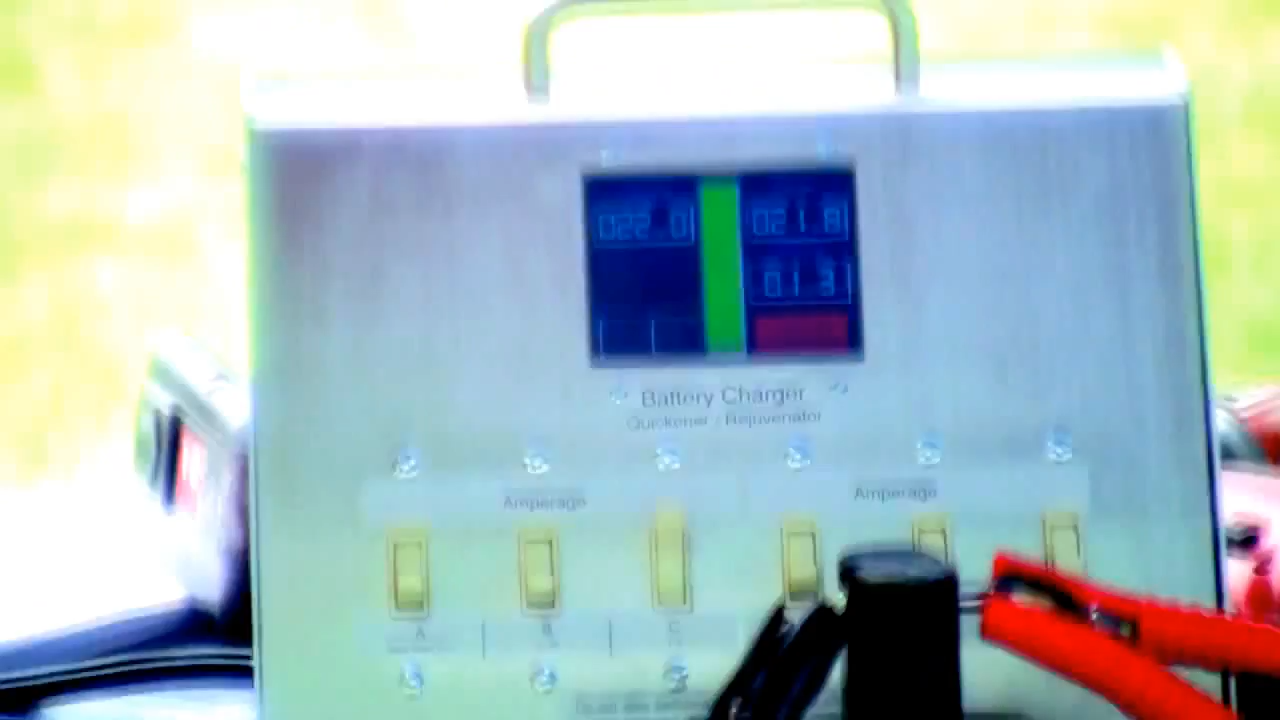 022 0
021 8
01 3
Battery Charger
Quickener / Rejuvenator
Amperage
Amperage
A
B
C